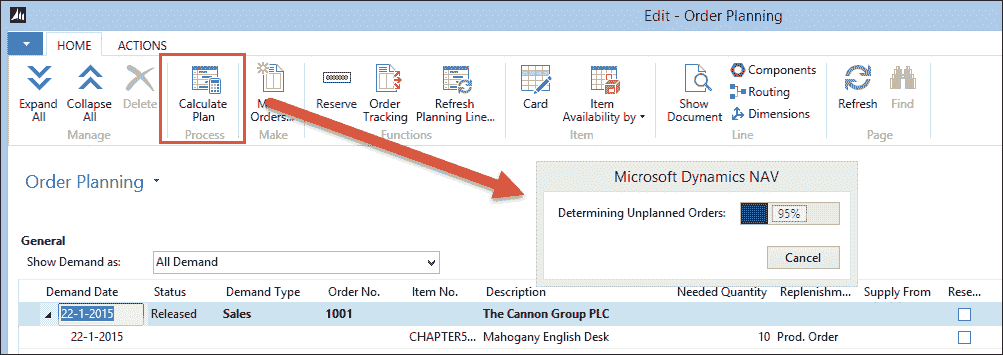 Edit - Order Planning
HOME ACTIONS
Expand All
Collapse All
Delete
Manage
Calculate Plan
Process
Orders...
Make
Reserve
Order Tracking
Refresh Planning Line...
Functions
Card
Item Availability by
Item
Show Document
Components
Routing
Dimensions
Line
Refresh
Find
Page
Order Planning
Microsoft Dynamics NAV
Determining Unplanned Orders: 95%
Cancel
General
Show Demand as: All Demand
Demand Date Status Demand Type Order No. Item No. Description Needed Quantity Replenishm... Supply From Rese...
22-1-2015 Released Sales 1001 The Cannon Group PLC
22-1-2015 CHAPTER5... Mahogany English Desk 10 Prod. Order